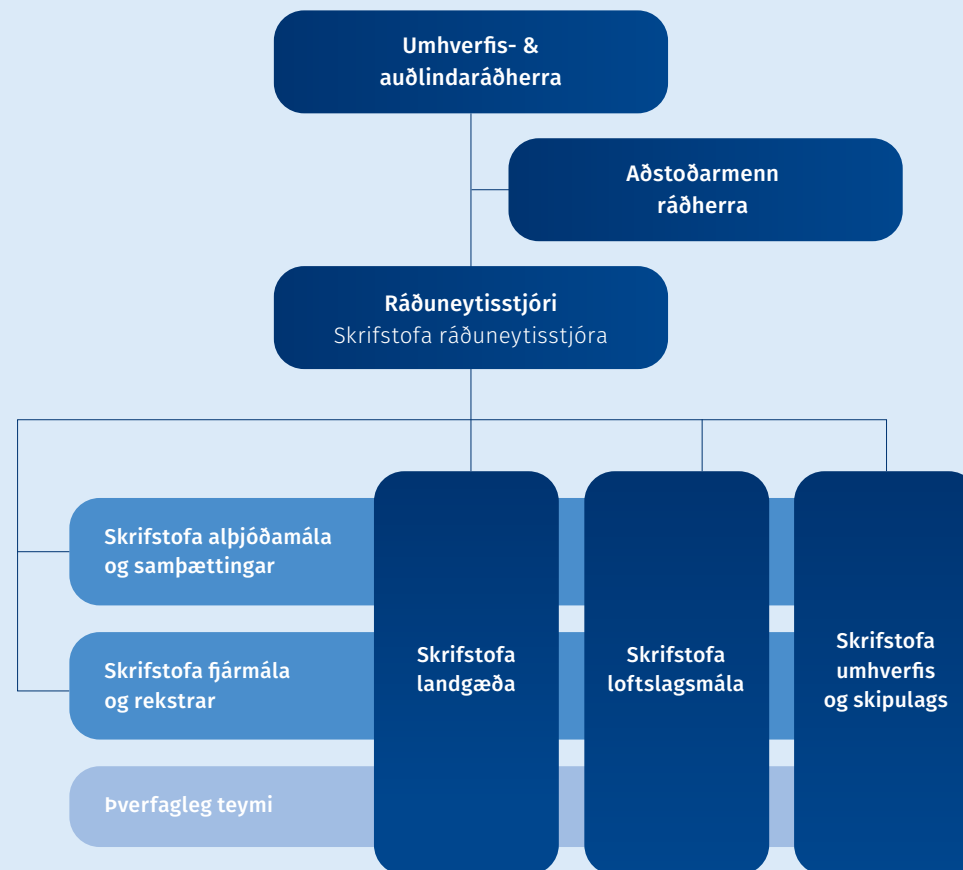 Umhverfis- &
auðlindaráðherra
Aðstoðarmenn
ráðherra
Ráðuneytisstjóri
Skrifstofa ráðuneytisstjóra
Skrifstofa alþjóðamála
og samþættingar
Skrifstofa fjármála
og rekstrar
Þverfagleg teymi
Skrifstofa
landgæða
Skrifstofa
loftslagsmála
Skrifstofa
umhverfis
og skipulags